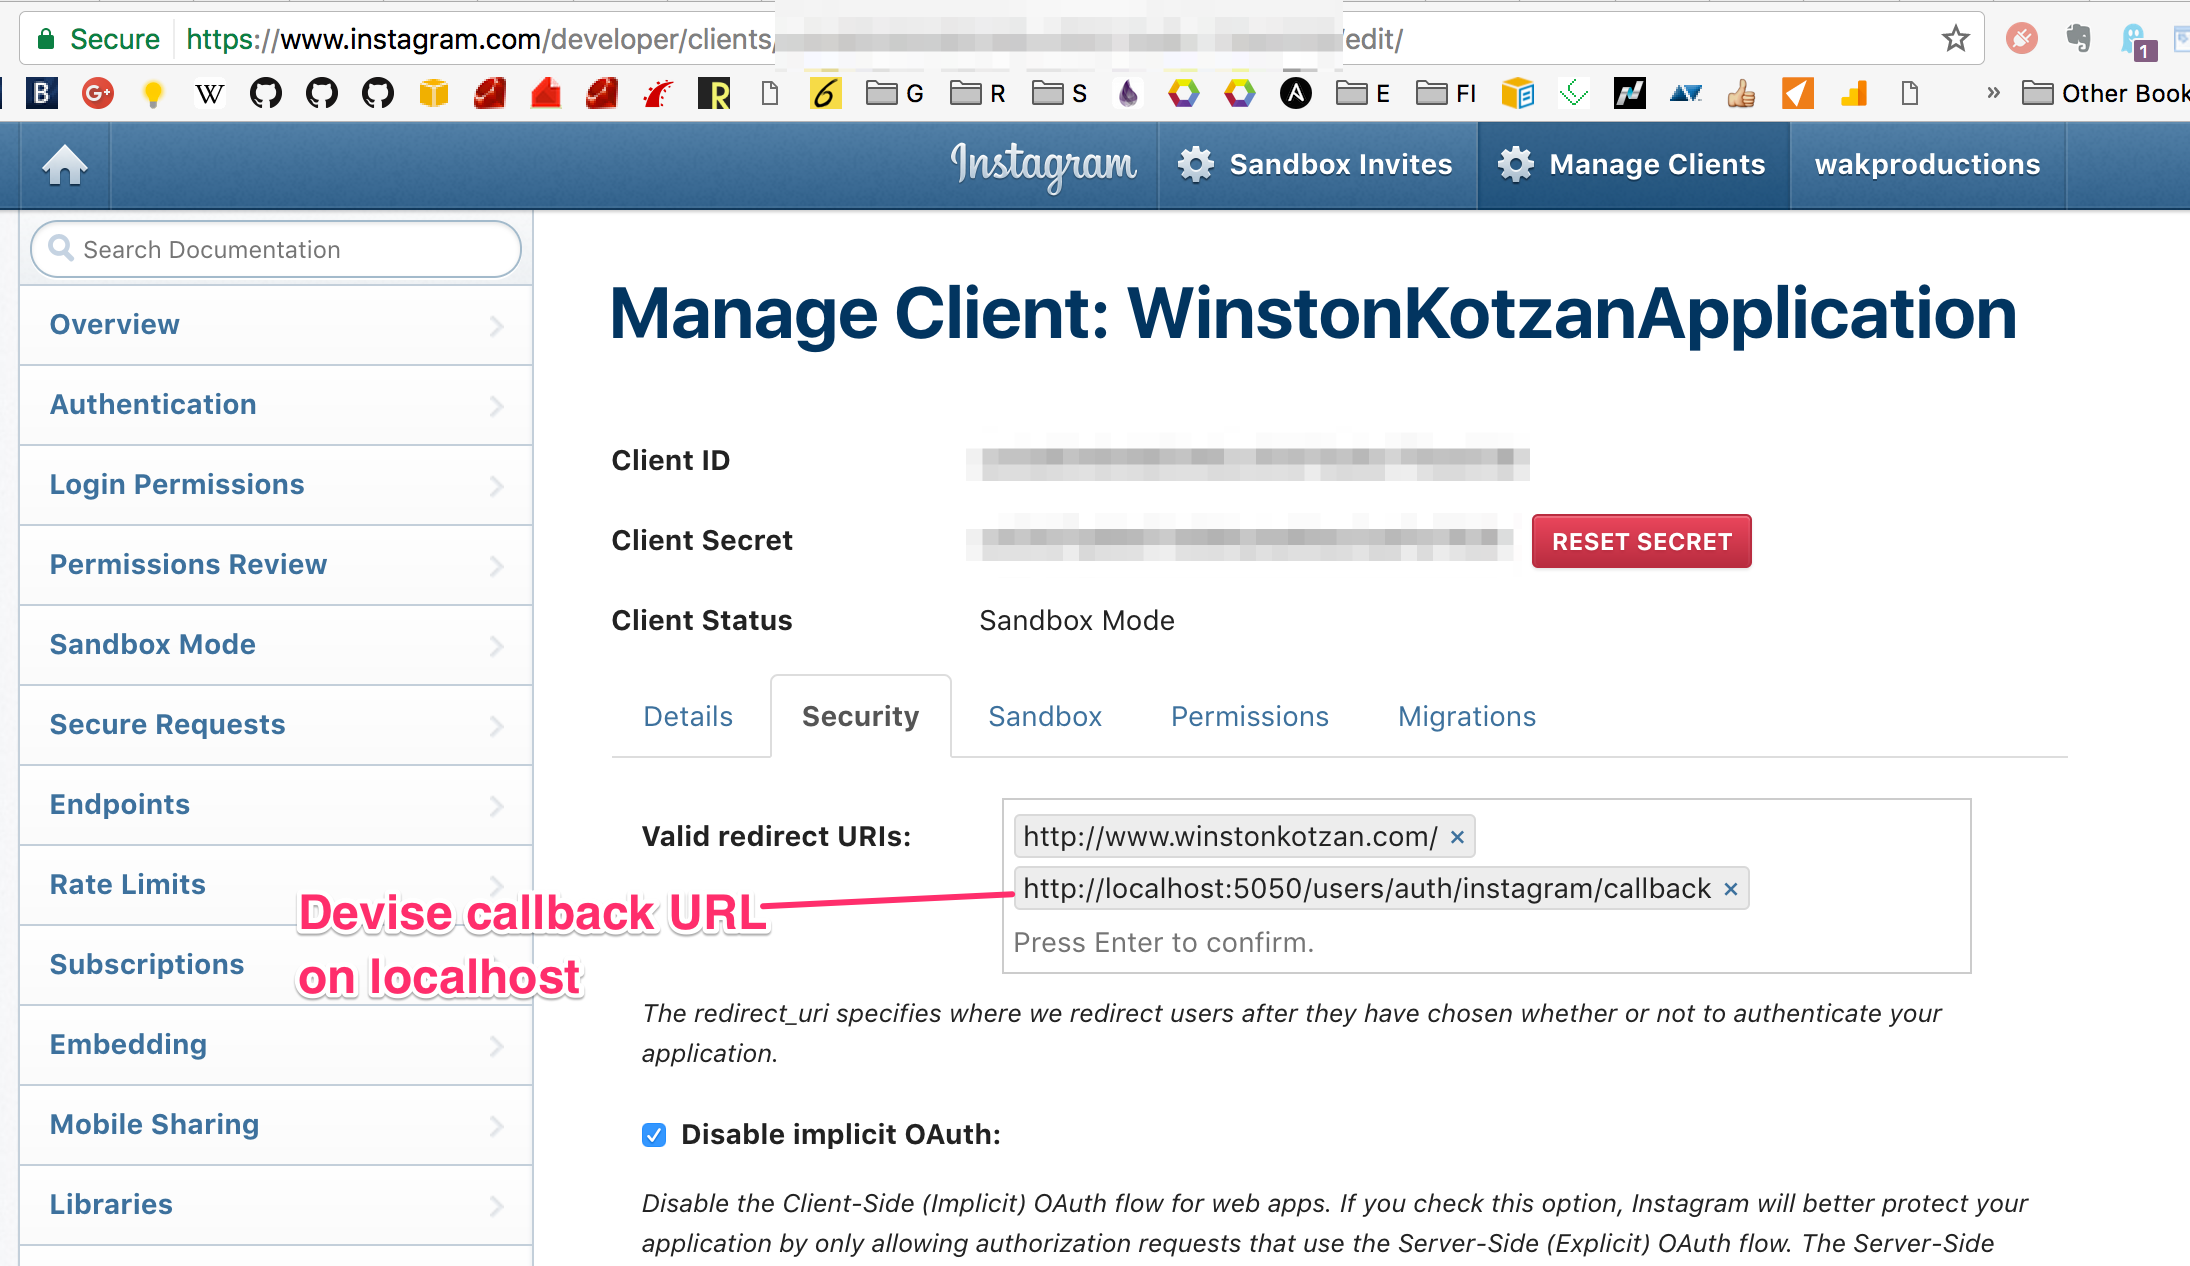 Secure https://www.instagram.com/developer/clients/ /edit/
B G+ W R 6 G R S A E FI » Other Book
1
Instagram Sandbox Invites Manage Clients wakproductions
Search Documentation
Overview
Authentication
Login Permissions
Permissions Review
Sandbox Mode
Secure Requests
Endpoints
Rate Limits
Subscriptions
Embedding
Mobile Sharing
Libraries
Manage Client: WinstonKotzanApplication
Client ID
Client Secret RESET SECRET
Client Status Sandbox Mode
Details Security Sandbox Permissions Migrations
Valid redirect URIs: http://www.winstonkotzan.com/ ×
http://localhost:5050/users/auth/instagram/callback ×
Press Enter to confirm.
Devise callback URL
on localhost
The redirect_uri specifies where we redirect users after they have chosen whether or not to authenticate your
application.
Disable implicit OAuth:
Disable the Client-Side (Implicit) OAuth flow for web apps. If you check this option, Instagram will better protect your
application by only allowing authorization requests that use the Server-Side (Explicit) OAuth flow. The Server-Side